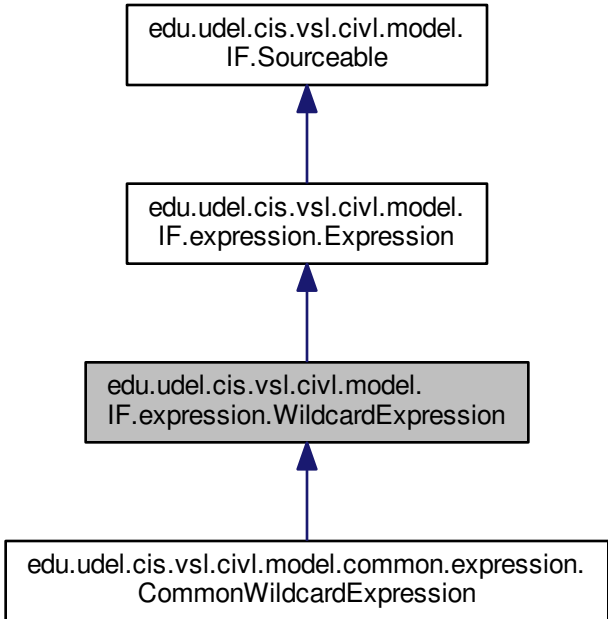 edu.udel.cis.vsl.civl.model.
IF.Sourceable
edu.udel.cis.vsl.civl.model.
IF.expression.Expression
edu.udel.cis.vsl.civl.model.
IF.expression.WildcardExpression
edu.udel.cis.vsl.civl.model.common.expression.
CommonWildcardExpression